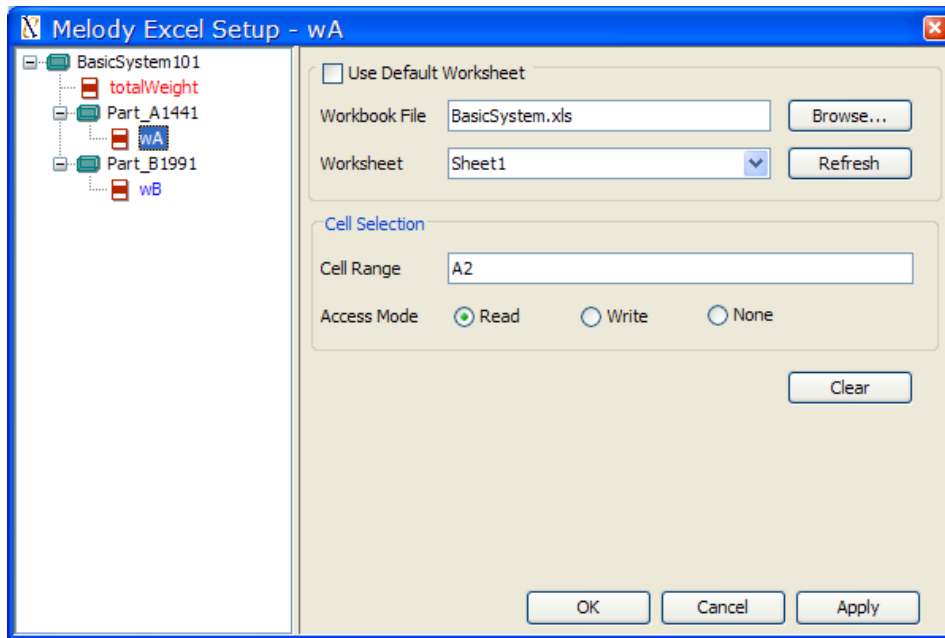 Melody Excel Setup - wA
BasicSystem101
totalWeight
Part_A1441
wA
Part_B1991
wB
Use Default Worksheet
Workbook File BasicSystem.xls Browse...
Worksheet Sheet1 Refresh
Cell Selection
Cell Range A2
Access Mode Read Write None
Clear
OK Cancel Apply